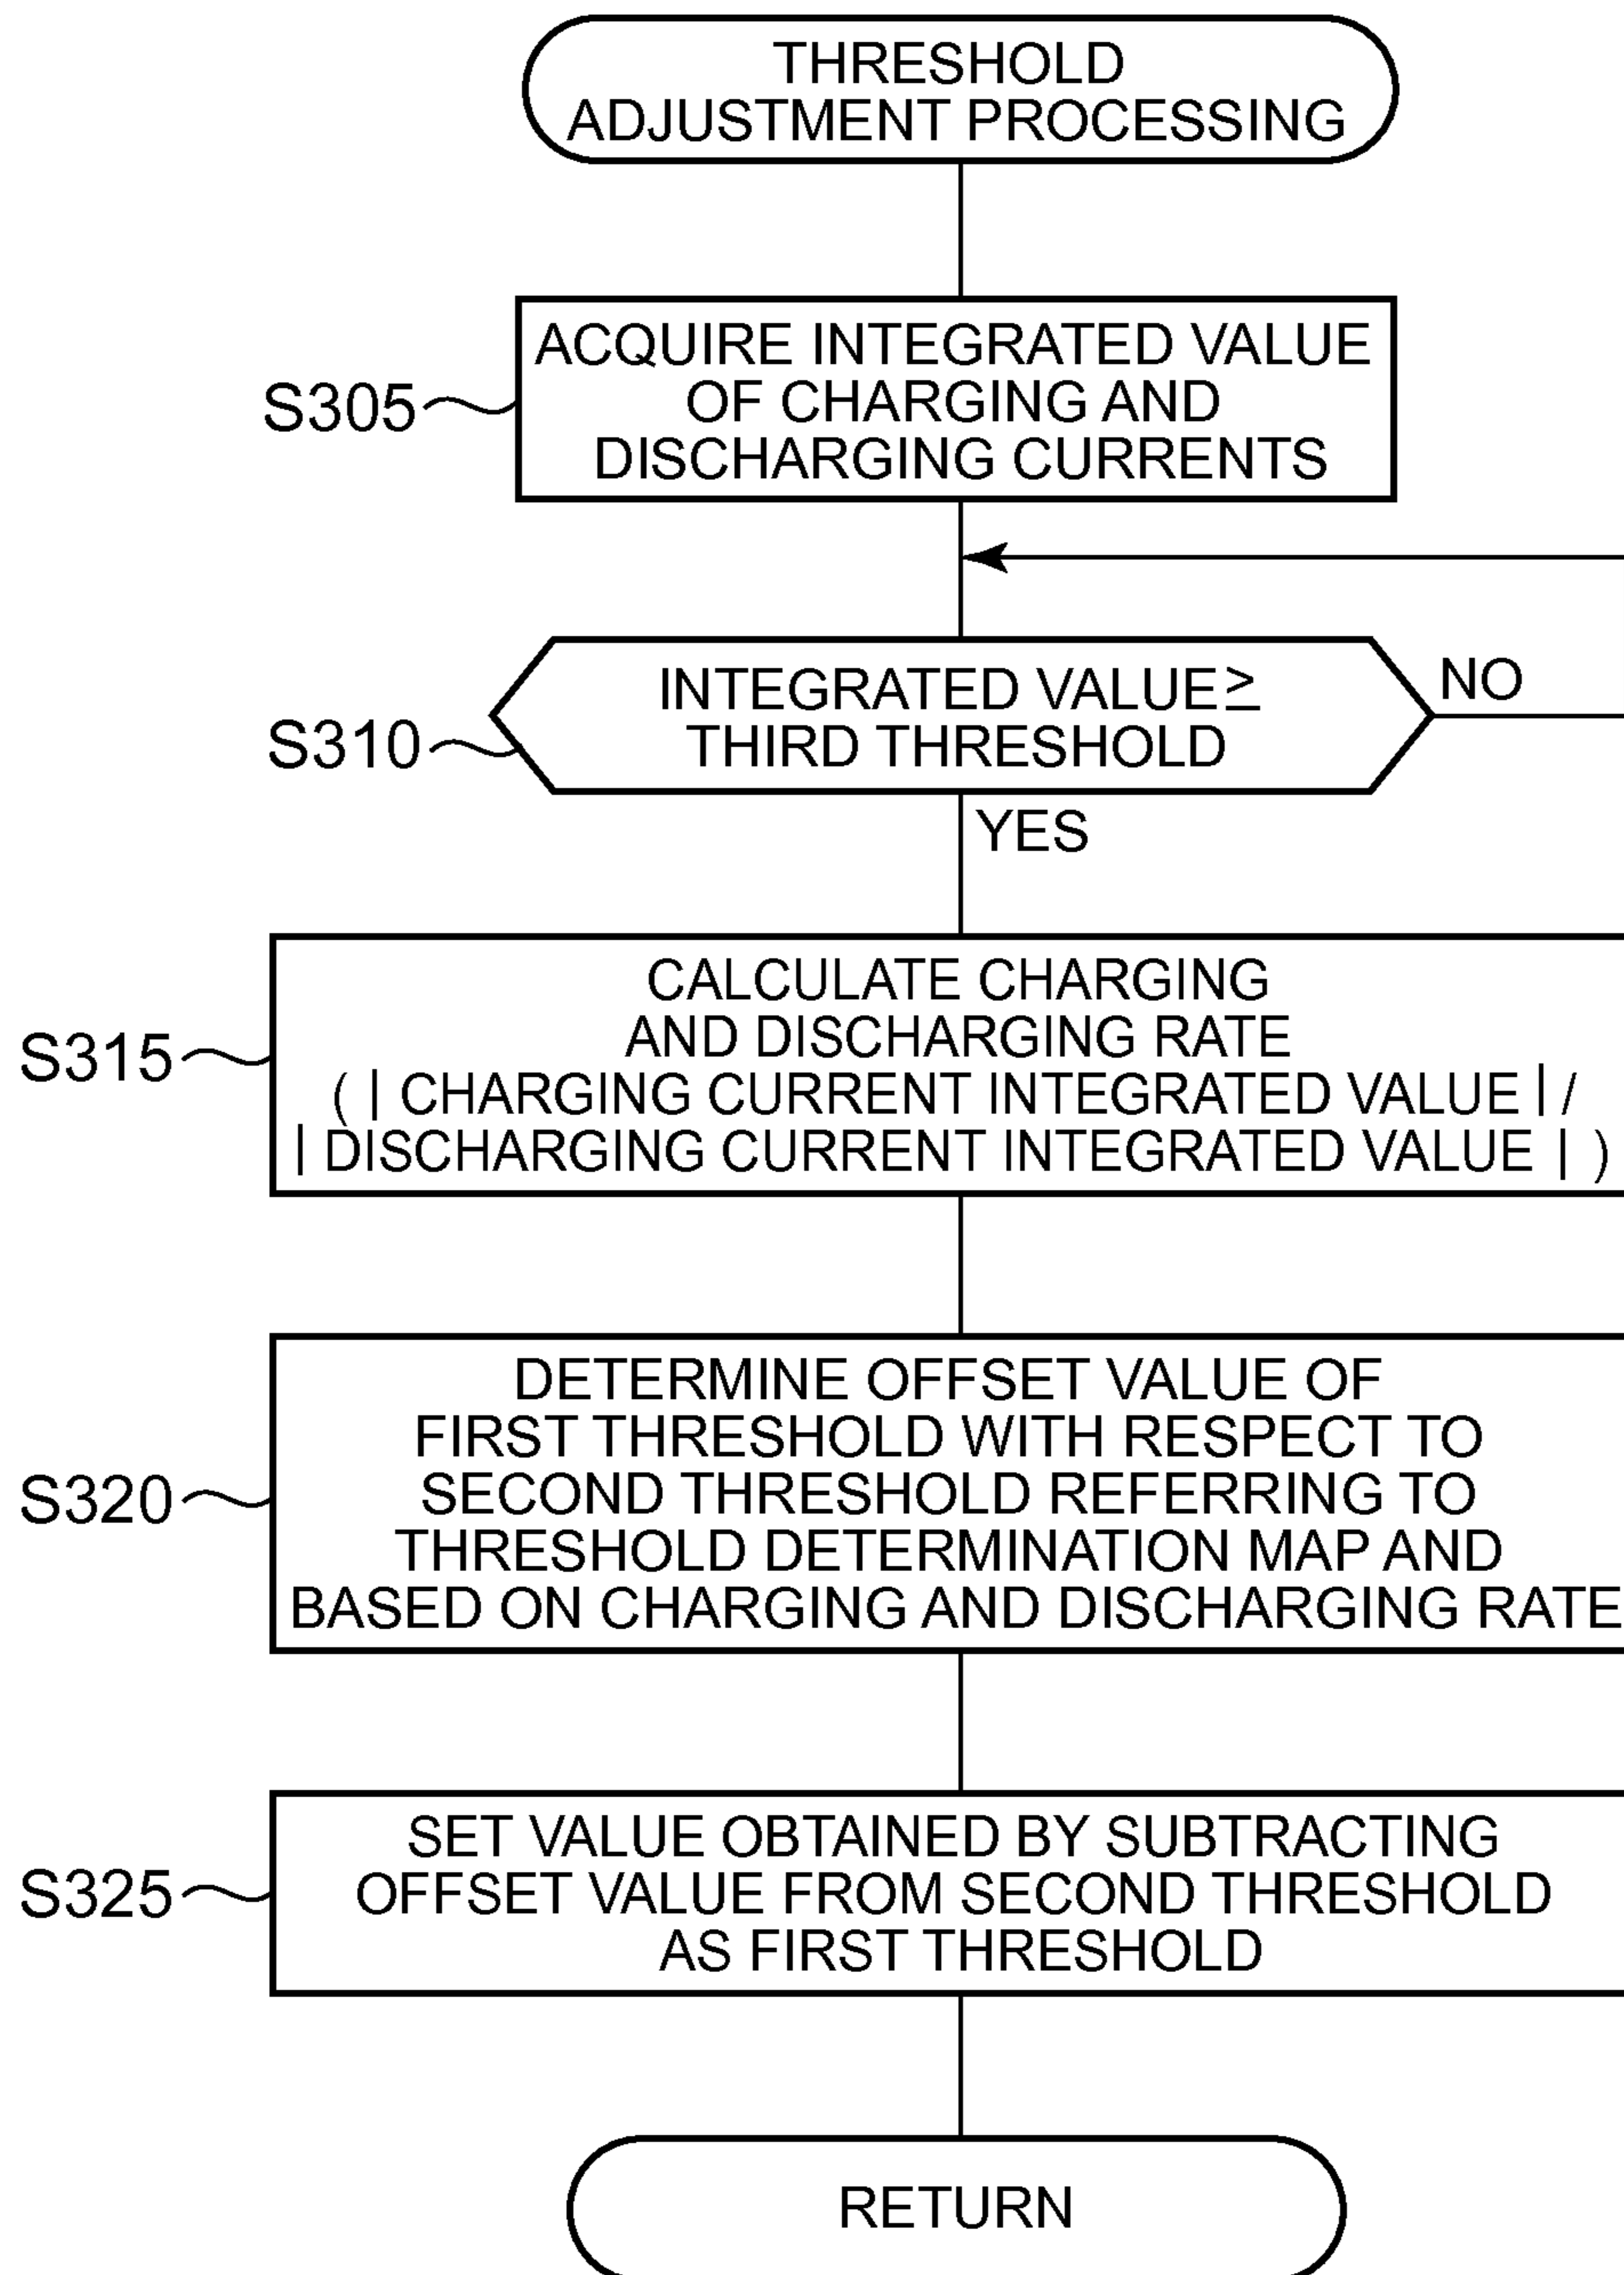 THRESHOLD
ADJUSTMENT PROCESSING
S305
ACQUIRE INTEGRATED VALUE
OF CHARGING AND
DISCHARGING CURRENTS
S310
INTEGRATED VALUE ≥
THIRD THRESHOLD
NO
YES
S315
CALCULATE CHARGING
AND DISCHARGING RATE
( | CHARGING CURRENT INTEGRATED VALUE | /
| DISCHARGING CURRENT INTEGRATED VALUE | )
S320
DETERMINE OFFSET VALUE OF
FIRST THRESHOLD WITH RESPECT TO
SECOND THRESHOLD REFERRING TO
THRESHOLD DETERMINATION MAP AND
BASED ON CHARGING AND DISCHARGING RATE
S325
SET VALUE OBTAINED BY SUBTRACTING
OFFSET VALUE FROM SECOND THRESHOLD
AS FIRST THRESHOLD
RETURN